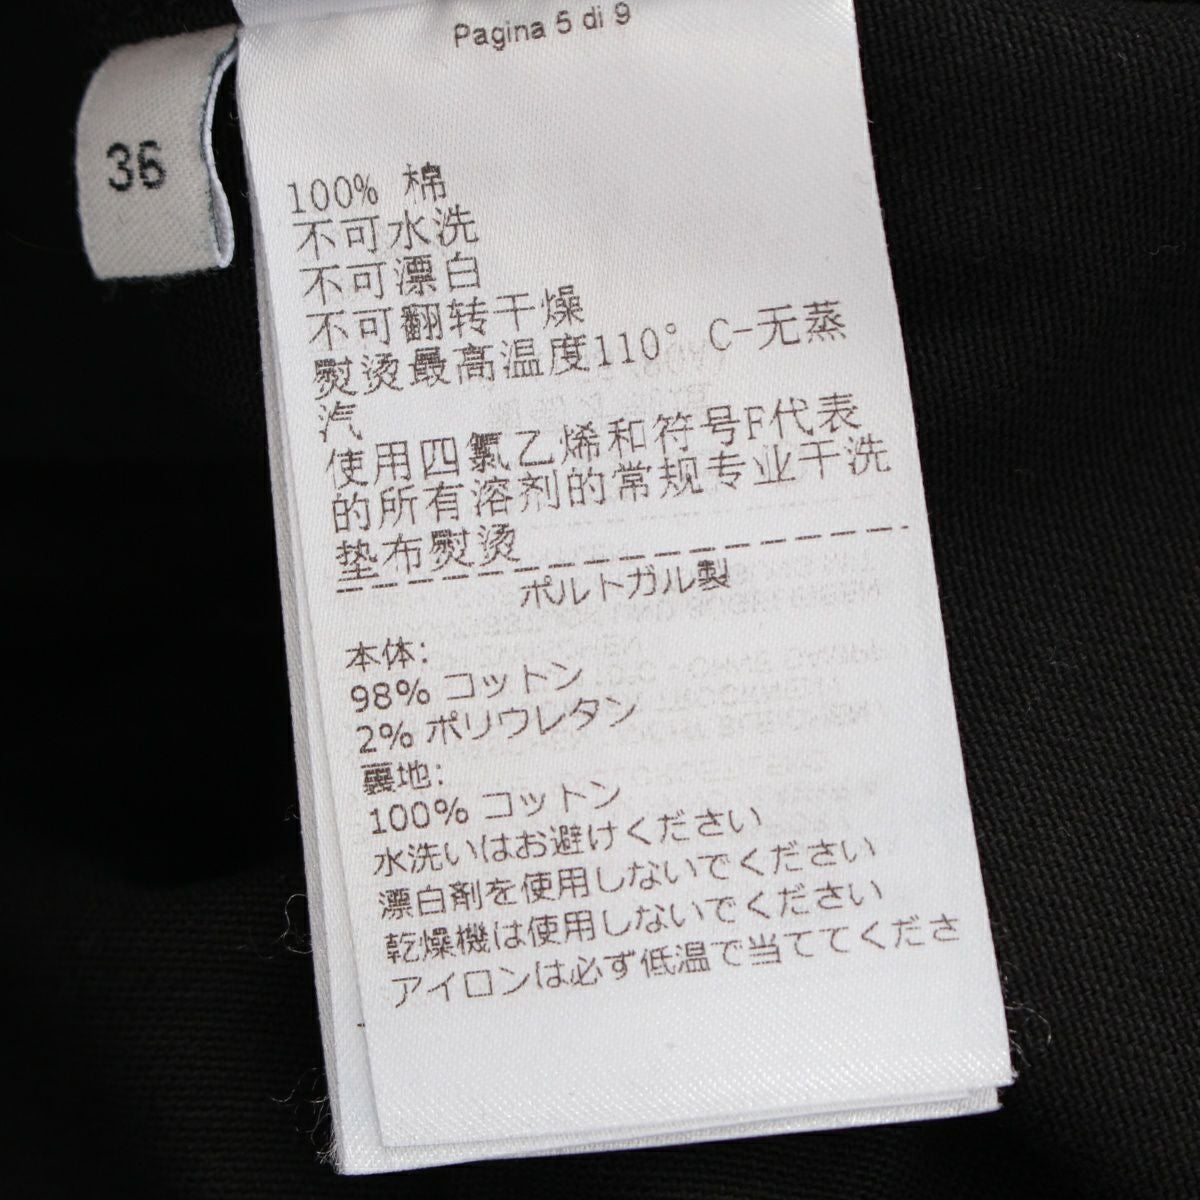 Pagina 5 di 9
36
100% 棉
不可水洗
不可漂白
不可翻转干燥
熨烫最高温度110° C-无蒸
汽
使用四氯乙烯和符号F代表
的所有溶剂的常规专业干洗
垫布熨烫
ポルトガル製
本体:
98% コットン
2% ポリウレタン
裏地:
100% コットン
水洗いはお避けください
漂白剤を使用しないでください
乾燥機は使用しないでください
アイロンは必ず低温で当ててくださ